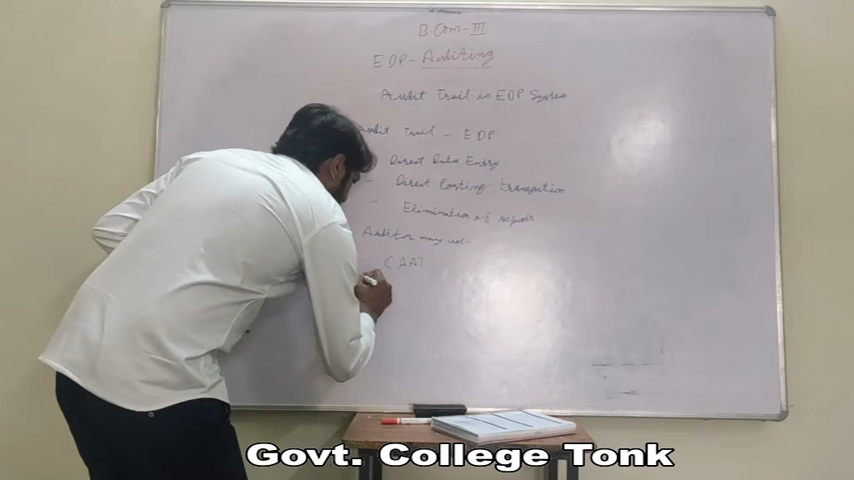 B Com-III
EDP-Auditing
Audit Trail in EDP System
Audit Trail - EDP
Direct Data Entry
- Direct Posting transaction
- Elimination of
Auditor may use-
- CAAT
Govt. College Tonk